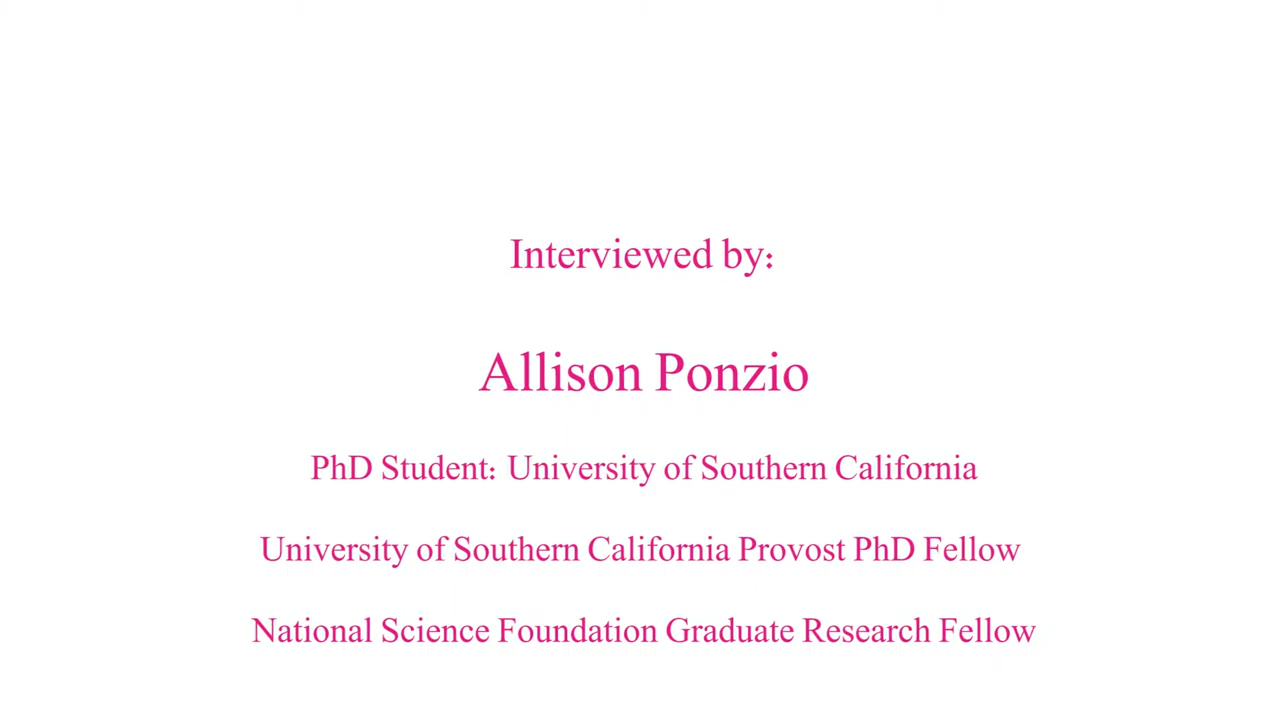 Interviewed by:
Allison Ponzio
PhD Student: University of Southern California
University of Southern California Provost PhD Fellow
National Science Foundation Graduate Research Fellow